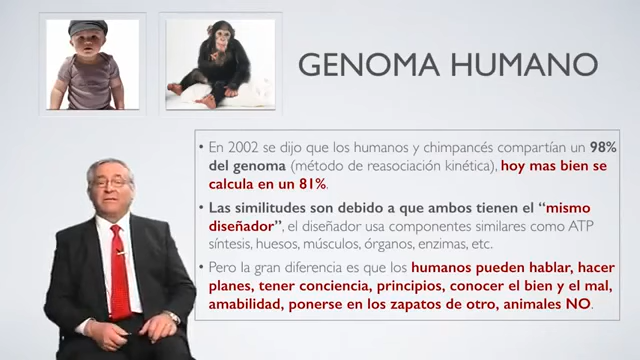 GENOMA HUMANO
• En 2002 se dijo que los humanos y chimpancés compartían un 98%
del genoma (método de reasociación kinética), hoy mas bien se
calcula en un 81%.
• Las similitudes son debido a que ambos tienen el “mismo
diseñador”, el diseñador usa componentes similares como ATP
síntesis, huesos, músculos, órganos, enzimas, etc.
• Pero la gran diferencia es que los humanos pueden hablar, hacer
planes, tener conciencia, principios, conocer el bien y el mal,
amabilidad, ponerse en los zapatos de otro, animales NO.